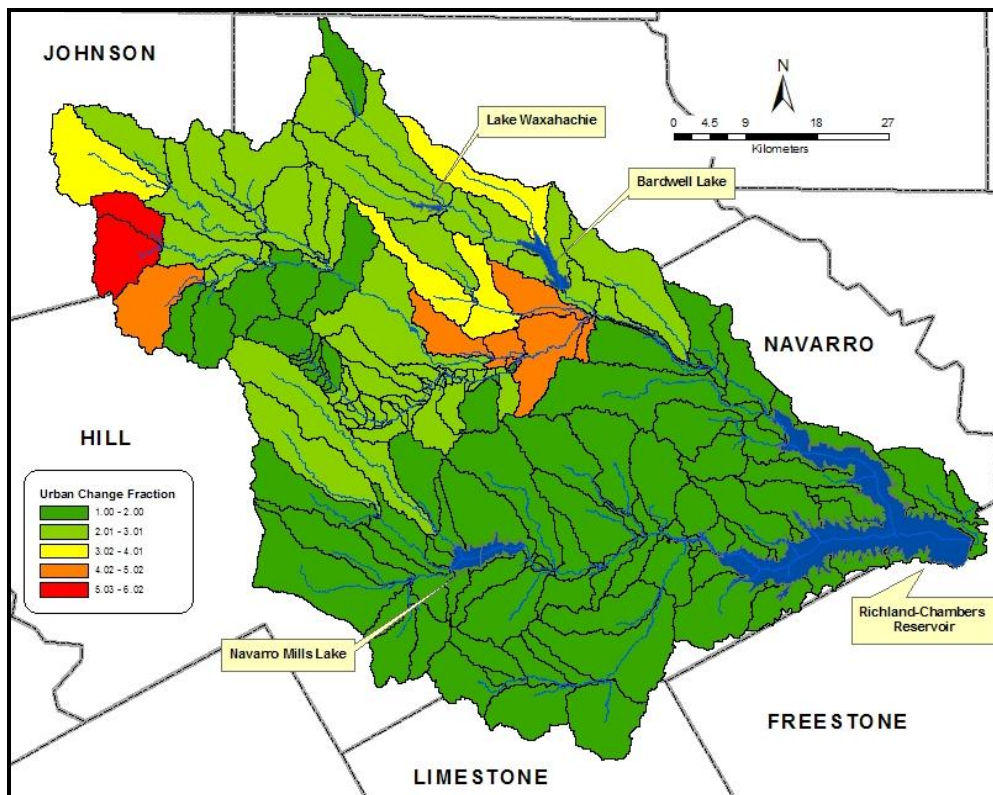 JOHNSON
N
Lake Waxahachie
0 4.5 9 18 27
Kilometers
Bardwell Lake
NAVARRO
HILL
Urban Change Fraction
1.00 - 2.00
2.01 - 3.01
3.02 - 4.01
4.02 - 5.02
5.03 - 6.02
Richland-Chambers
Reservoir
Navarro Mills Lake
FREESTONE
LIMESTONE